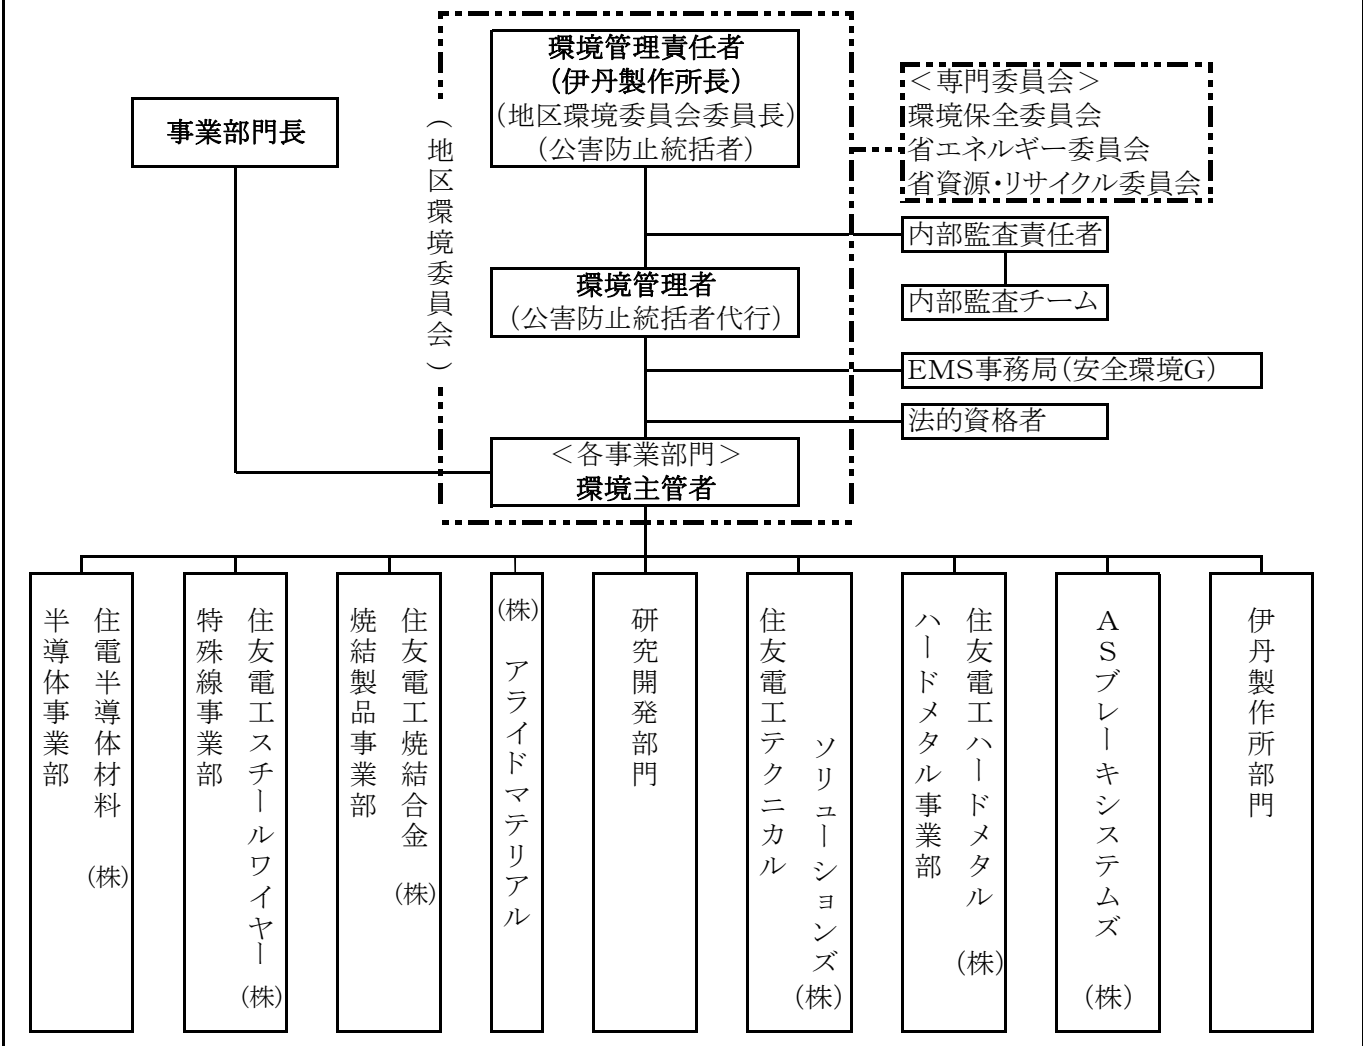 環境管理責任者
(伊丹製作所長)
(地区環境委員会委員長)
(公害防止統括者)
＜専門委員会＞
環境保全委員会
省エネルギー委員会
省資源・リサイクル委員会
事業部門長
(地区環境委員会)
内部監査責任者
環境管理者
(公害防止統括者代行)
内部監査チーム
EMS事務局(安全環境G)
法的資格者
＜各事業部門＞
環境主管者
住電半導体材料(株)
半導体事業部
住友電工スチールワイヤー(株)
特殊線事業部
住友電工焼結合金(株)
焼結製品事業部
(株)アライドマテリアル
研究開発部門
住友電工テクニカル
ソリューションズ(株)
住友電工ハードメタル(株)
ハードメタル事業部
ASブレーキシステムズ(株)
伊丹製作所部門